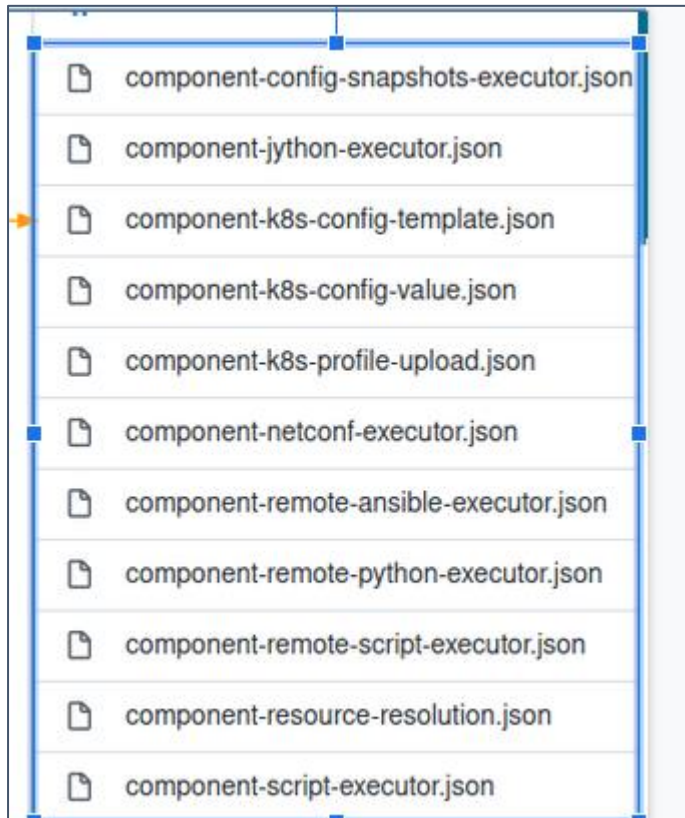 component-config-snapshots-executor.json
component-jython-executor.json
component-k8s-config-template.json
component-k8s-config-value.json
component-k8s-profile-upload.json
component-netconf-executor.json
component-remote-ansible-executor.json
component-remote-python-executor.json
component-remote-script-executor.json
component-resource-resolution.json
component-script-executor.json